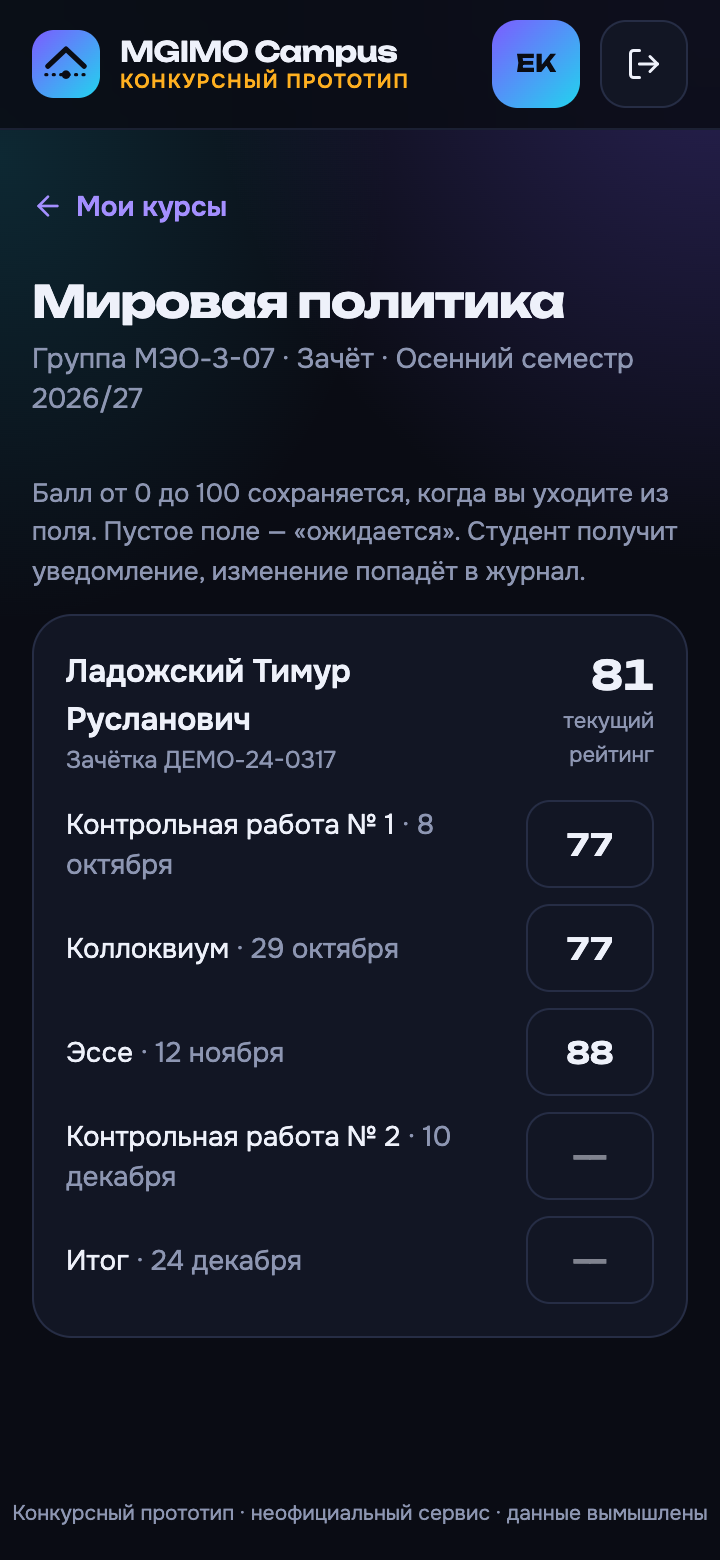 MGIMO Campus
КОНКУРСНЫЙ ПРОТОТИП
EK
Мои курсы
Мировая политика
Группа МЭО-3-07 · Зачёт · Осенний семестр
2026/27
Балл от 0 до 100 сохраняется, когда вы уходите из
поля. Пустое поле — «ожидается». Студент получит
уведомление, изменение попадёт в журнал.
Ладожский Тимур
Русланович
81
текущий
рейтинг
Зачётка ДЕМО-24-0317
Контрольная работа № 1 · 8
октября
77
Коллоквиум · 29 октября
77
Эссе · 12 ноября
88
Контрольная работа № 2 · 10
декабря
—
Итог · 24 декабря
—
Конкурсный прототип · неофициальный сервис · данные вымышлены